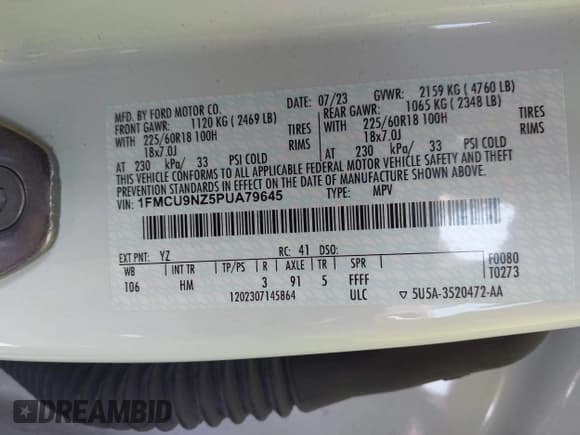 MFD. BY FORD MOTOR CO. DATE: 07/23 GVWR: 2159 KG ( 4760 LB)
FRONT GAWR: 1120 KG ( 2469 LB) REAR GAWR: 1065 KG ( 2348 LB)
WITH 225/60R18 100H TIRES WITH 225/60R18 100H TIRES
18x7.0J RIMS 18x7.0J RIMS
AT 230 kPa/ 33 PSI COLD AT 230 kPa/ 33 PSI COLD
THIS VEHICLE CONFORMS TO ALL APPLICABLE FEDERAL MOTOR VEHICLE SAFETY AND THEFT
PREVENTION STANDARDS IN EFFECT ON THE DATE OF MANUFACTURE SHOWN ABOVE.
VIN: 1FMCU9NZ5PUA79645 TYPE: MPV
EXT PNT: YZ RC: 41 DSO: F0080
WB INT TR TP/PS R AXLE TR SPR T0273
106 HM 3 91 5 FFFF
1202307145864 ULC ▽ 5U5A-3520472-AA
DREAMBID